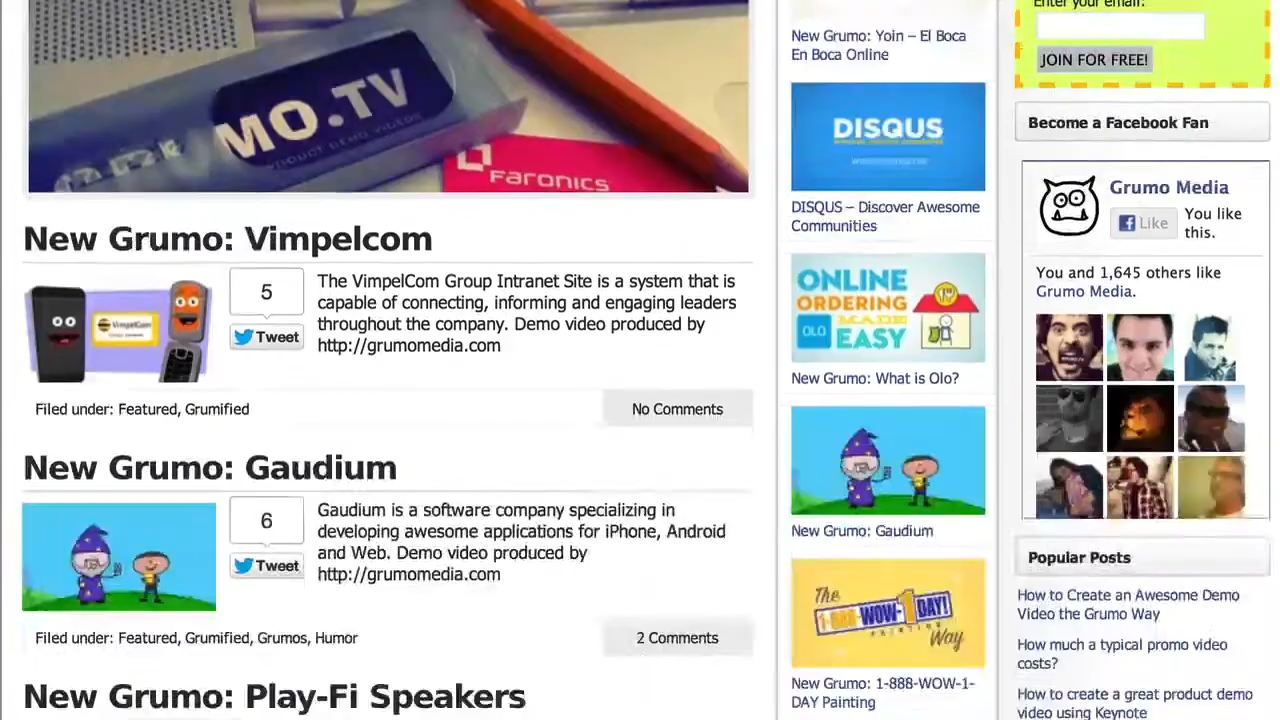 MO.TV
PRODUCT DEMO VIDEOS
Faronics
New Grumo: Vimpelcom
VimpelCom
5
Tweet
The VimpelCom Group Intranet Site is a system that is
capable of connecting, informing and engaging leaders
throughout the company. Demo video produced by
http://grumomedia.com
Filed under: Featured, Grumified
No Comments
New Grumo: Gaudium
6
Tweet
Gaudium is a software company specializing in
developing awesome applications for iPhone, Android
and Web. Demo video produced by
http://grumomedia.com
Filed under: Featured, Grumified, Grumos, Humor
2 Comments
New Grumo: Play-Fi Speakers
New Grumo: Yoin – El Boca
En Boca Online
DISQUS
DISQUS – Discover Awesome
Communities
ONLINE
ORDERING
MADE
OLO
EASY
New Grumo: What is Olo?
New Grumo: Gaudium
The
1-888-WOW-1-DAY!
PAINTING
Way
New Grumo: 1-888-WOW-1-
DAY Painting
Enter your email:
JOIN FOR FREE!
Become a Facebook Fan
Grumo Media
Like
You like
this.
You and 1,645 others like
Grumo Media.
Popular Posts
How to Create an Awesome Demo
Video the Grumo Way
How much a typical promo video
costs?
How to create a great product demo
video using Keynote